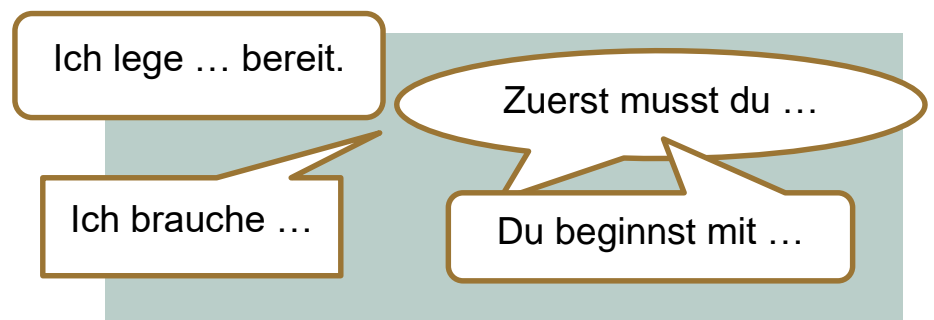 Ich lege … bereit.
Zuerst musst du …
Ich brauche …
Du beginnst mit …